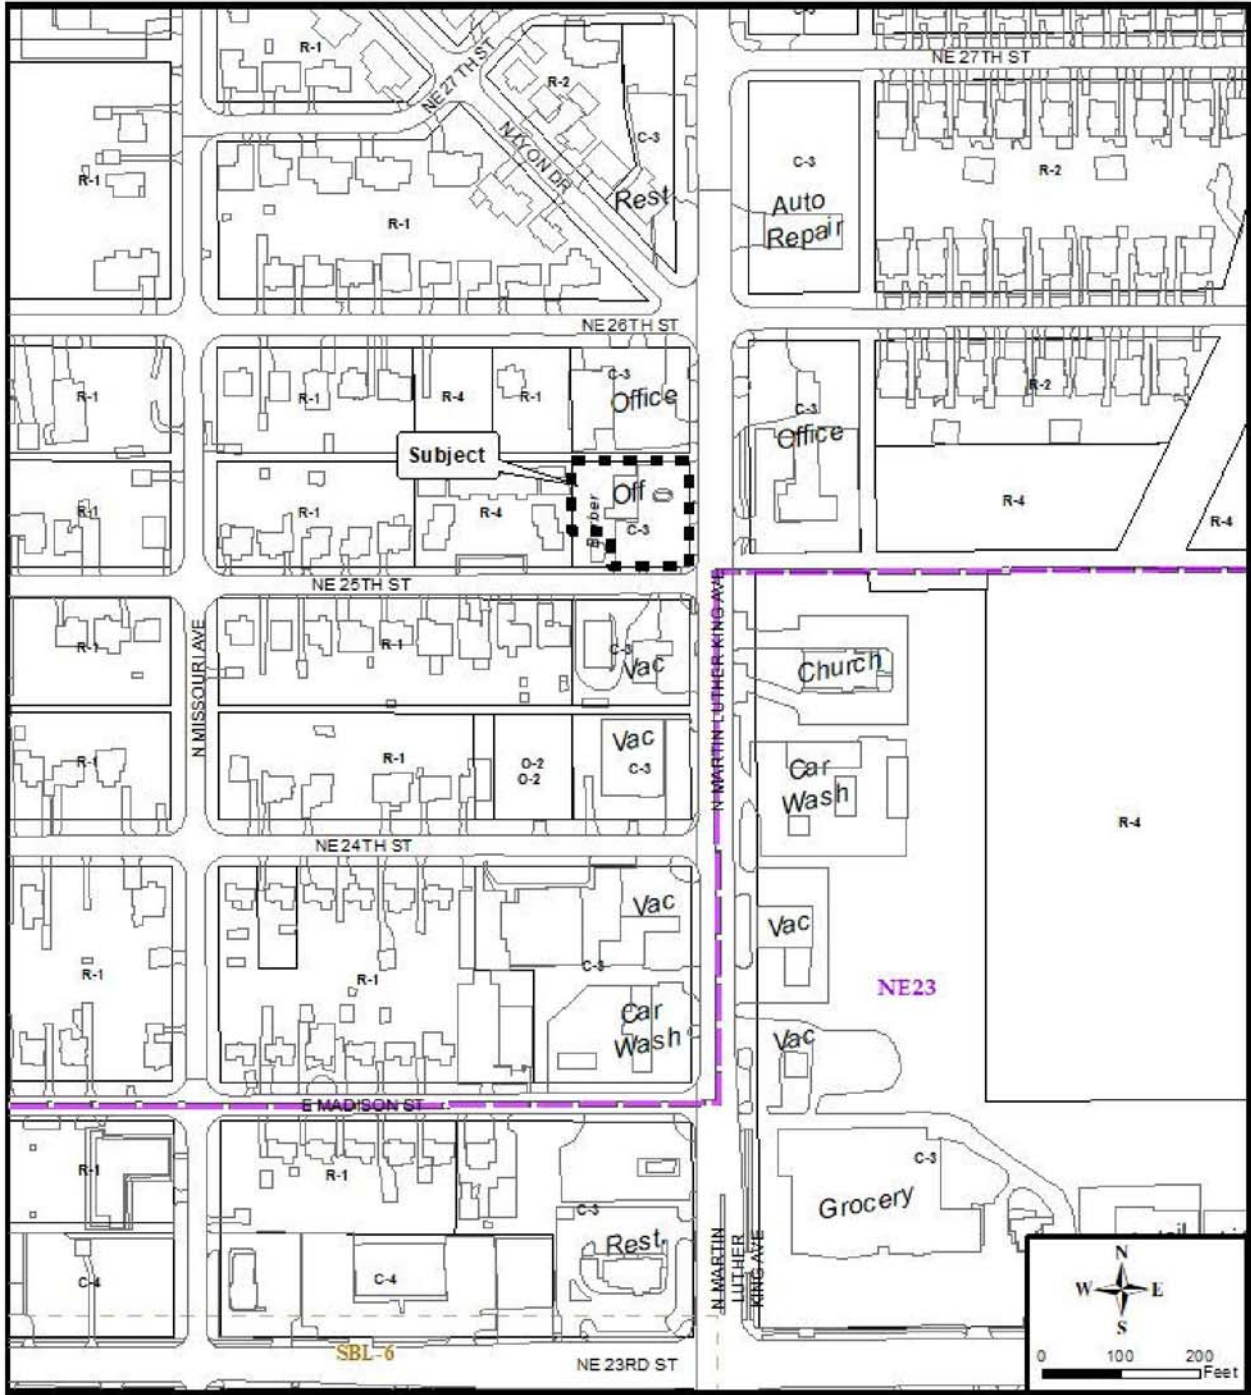 C-3
R-1
NE 27TH ST
NE 27TH ST
R-2
C-3
C-3
N LYON DR
R-2
R-1
Rest
Auto
Repair
R-1
NE 26TH ST
C-3
Office
R-1
R-1
R-4
R-1
C-3
Office
R-2
Subject
Off
Barber
C-3
R-1
R-1
R-4
R-4
R-4
NE 25TH ST
N MISSOURI AVE
N MARTIN LUTHER KING AVE
R-1
R-1
C-3
Vac
Church
R-1
R-1
O-2
O-2
Vac
C-3
Car
Wash
R-4
NE 24TH ST
Vac
Vac
R-1
R-1
C-3
NE23
Car
Wash
Vac
E MADISON ST
R-1
R-1
C-3
Grocery
C-3
Rest.
N MARTIN
LUTHER
KING AVE
C-4
C-4
SBL-6
NE 23RD ST
N
W E
S
0 100 200
Feet